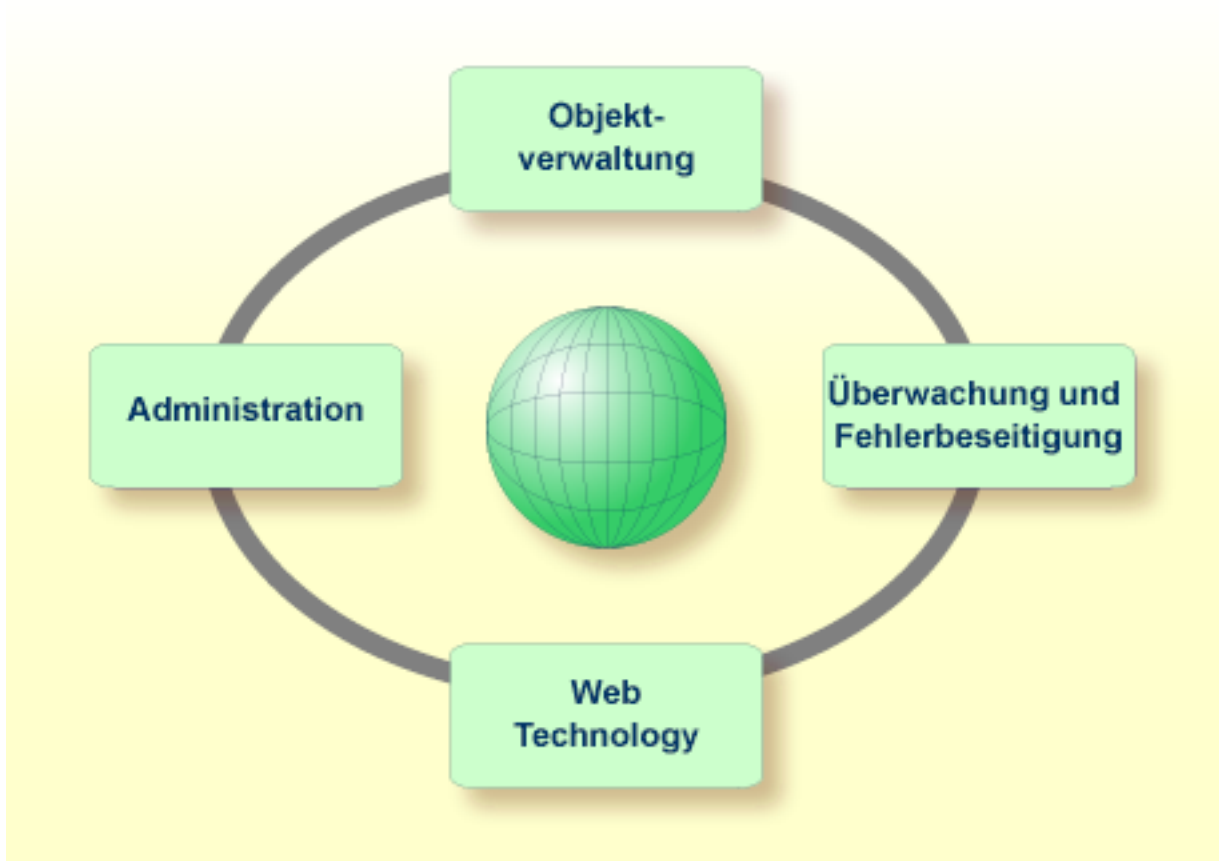 Objekt-
verwaltung
Administration
Überwachung und
Fehlerbeseitigung
Web
Technology